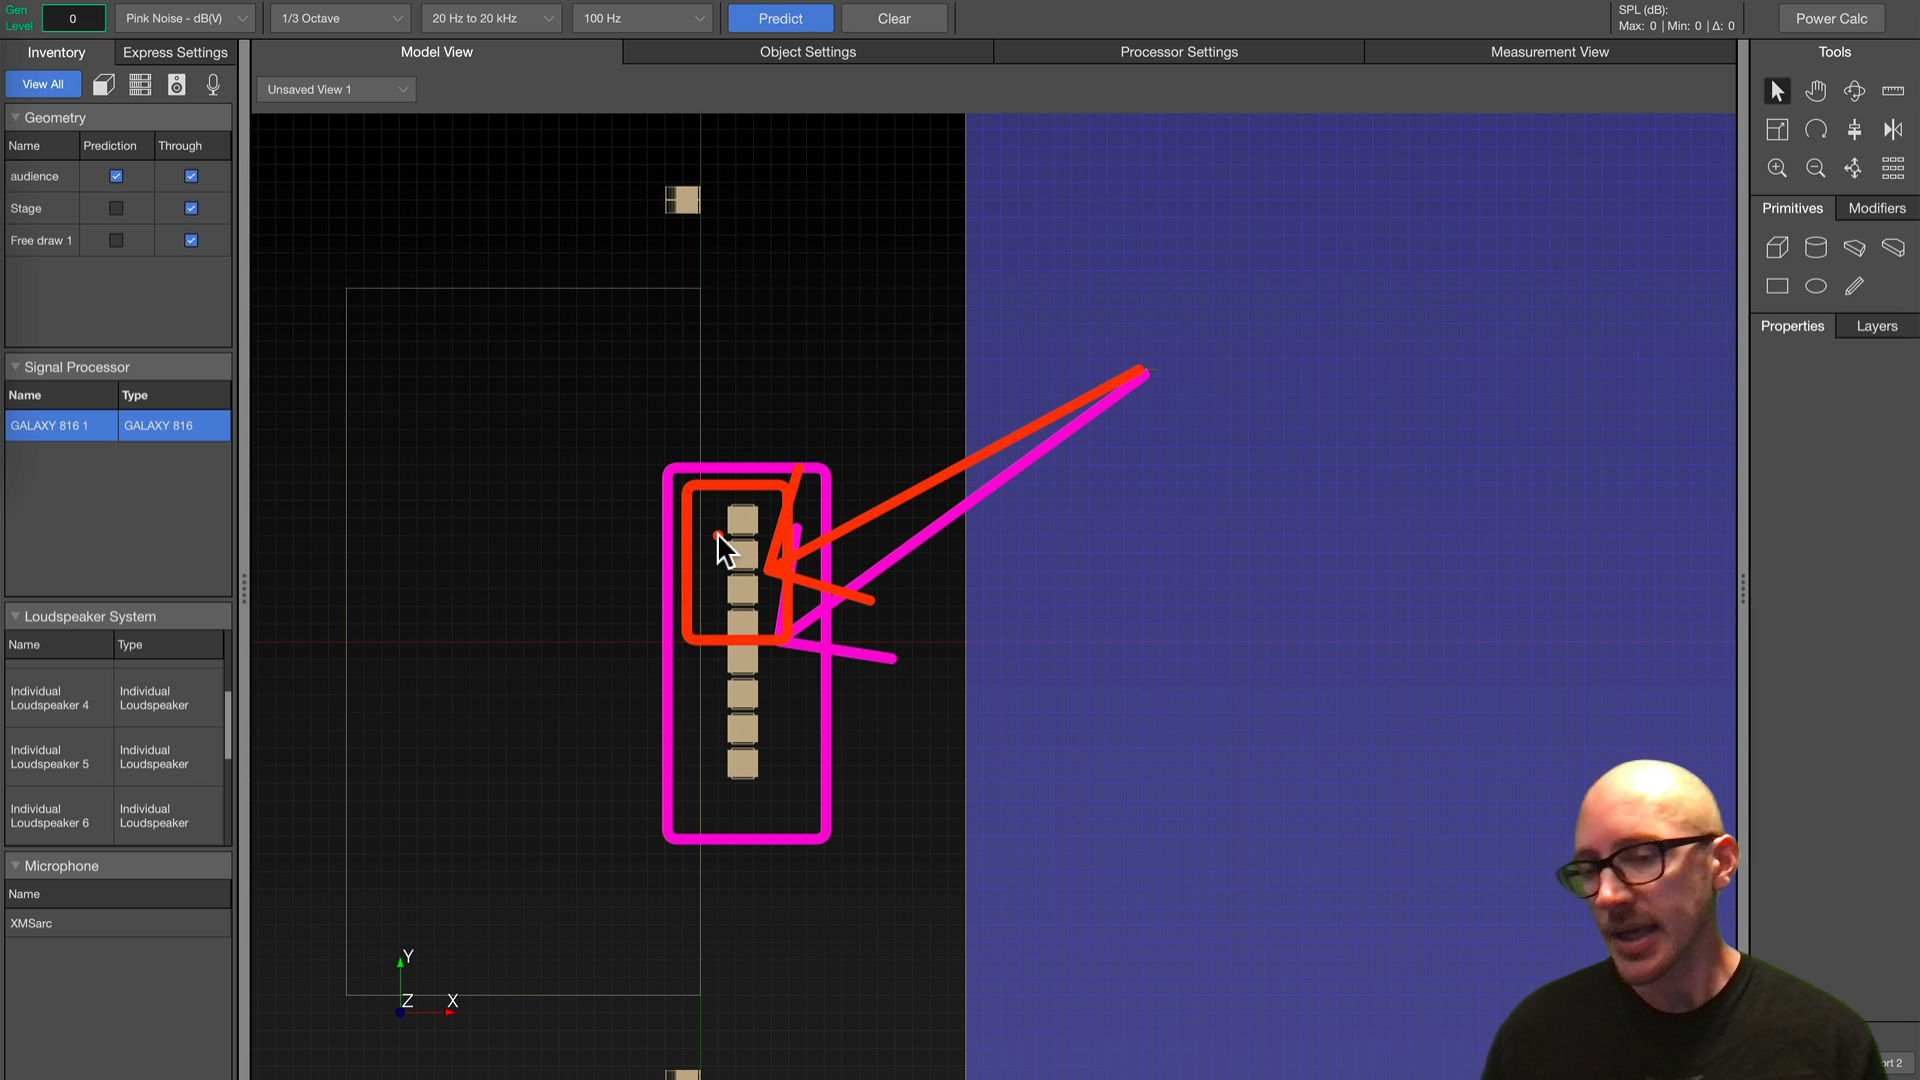 Gen
Level
0
Pink Noise - dB(V)
1/3 Octave
20 Hz to 20 kHz
100 Hz
Predict
Clear
SPL (dB):
Max: 0 | Min: 0 | Δ: 0
Power Calc
Inventory
Express Settings
Model View
Object Settings
Processor Settings
Measurement View
Tools
View All
Unsaved View 1
Geometry
Name Prediction Through
audience
Stage
Free draw 1
Primitives
Modifiers
Properties
Layers
Signal Processor
Name Type
GALAXY 816 1 GALAXY 816
Loudspeaker System
Name Type
Individual Individual
Loudspeaker 4 Loudspeaker
Individual Individual
Loudspeaker 5 Loudspeaker
Individual Individual
Loudspeaker 6 Loudspeaker
Microphone
Name
XMSarc
Y
Z X
2